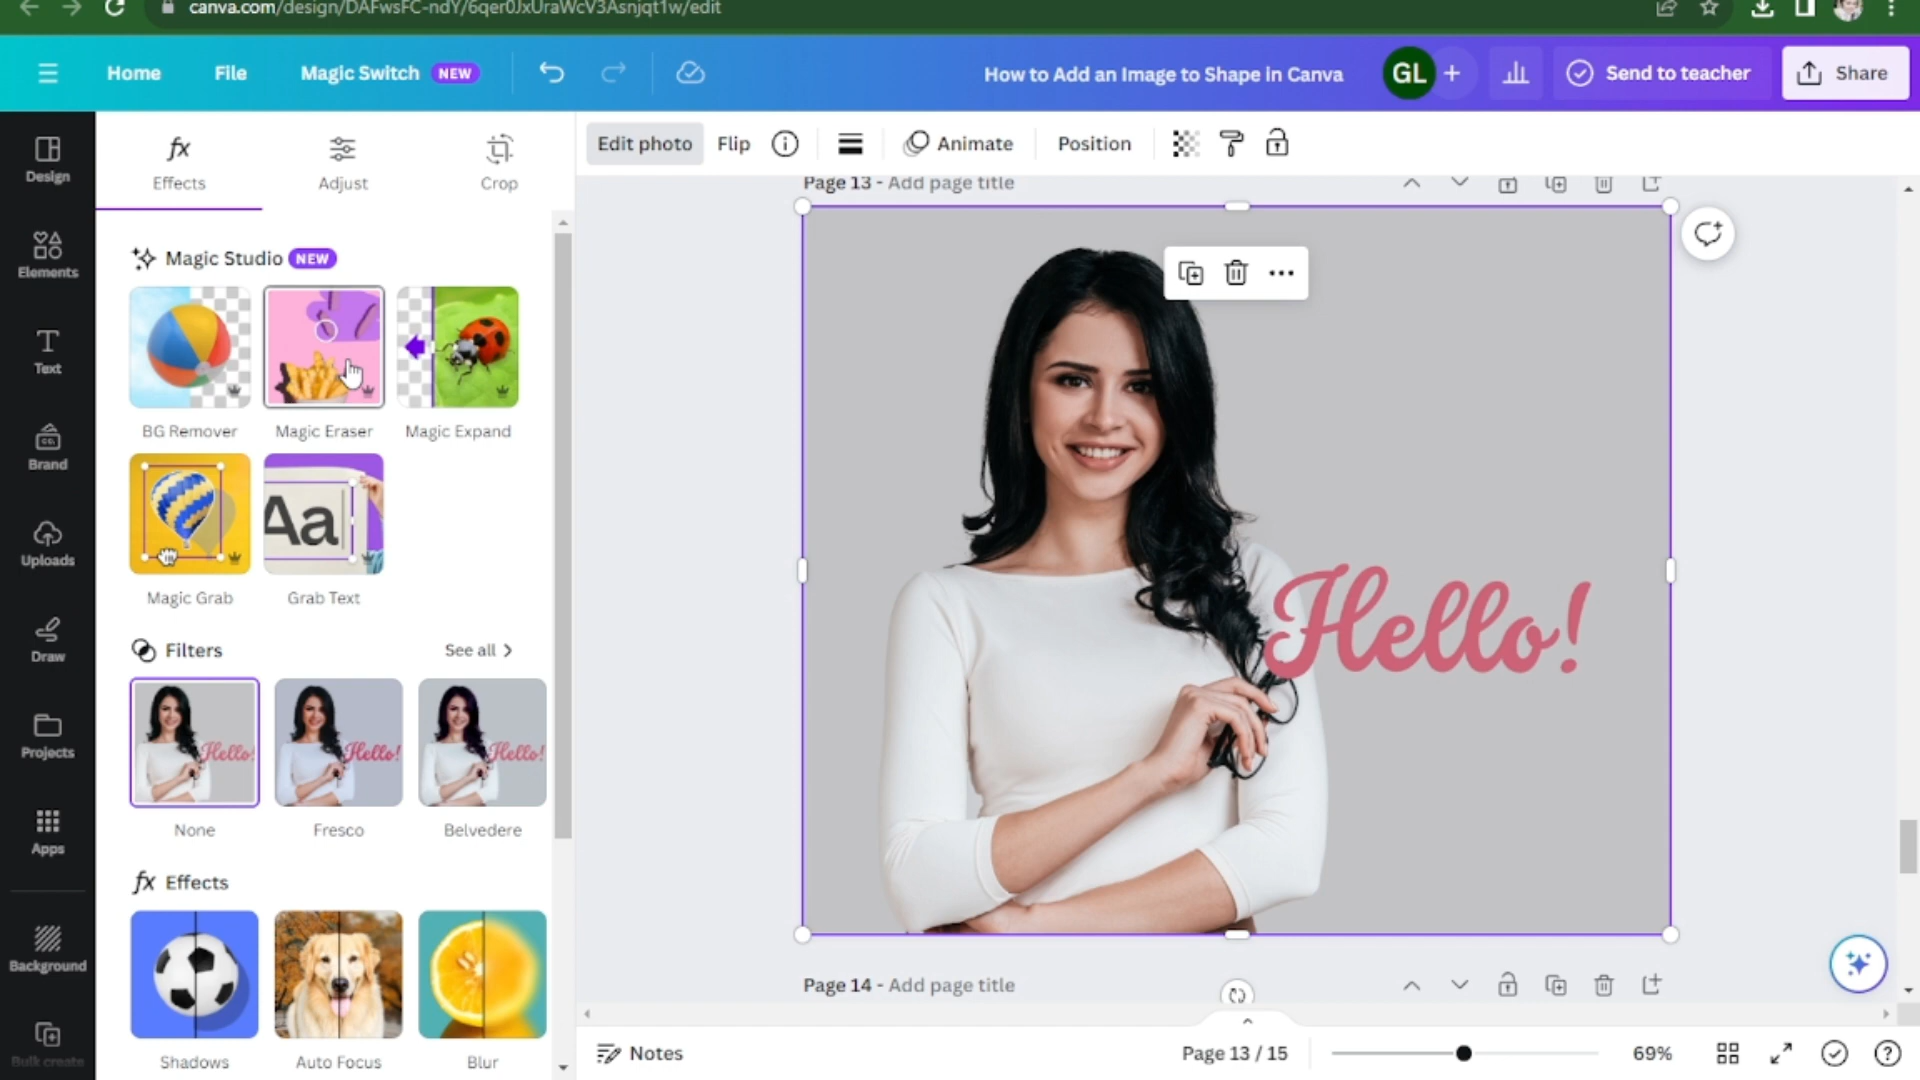 canva.com/design/DAFwsFC-ndY/6qer0JxUraWcV3Asnjqt1w/edit
Home File Magic Switch NEW How to Add an Image to Shape in Canva GL + Send to teacher Share
Design
Elements
Text
Brand
Uploads
Draw
Projects
Apps
Background
Bulk create
fx
Effects Adjust Crop
Magic Studio NEW
BG Remover Magic Eraser Magic Expand
Aa
Magic Grab Grab Text
Filters See all
Hello! Hello! Hello!
None Fresco Belvedere
fx Effects
Shadows Auto Focus Blur
Edit photo Flip Animate Position
Page 13 - Add page title
Hello!
Page 14 - Add page title
Notes Page 13 / 15 69%